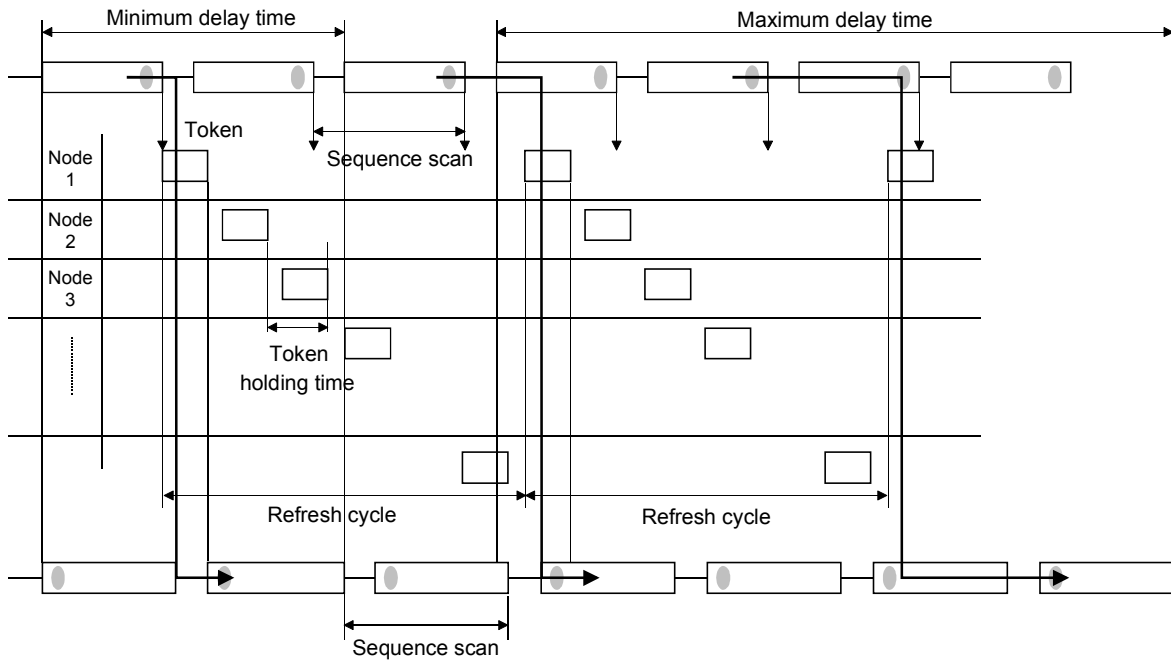 Minimum delay time
Maximum delay time
Token
Sequence scan
Node
1
Node
2
Node
3
Token
holding time
Refresh cycle
Refresh cycle
Sequence scan